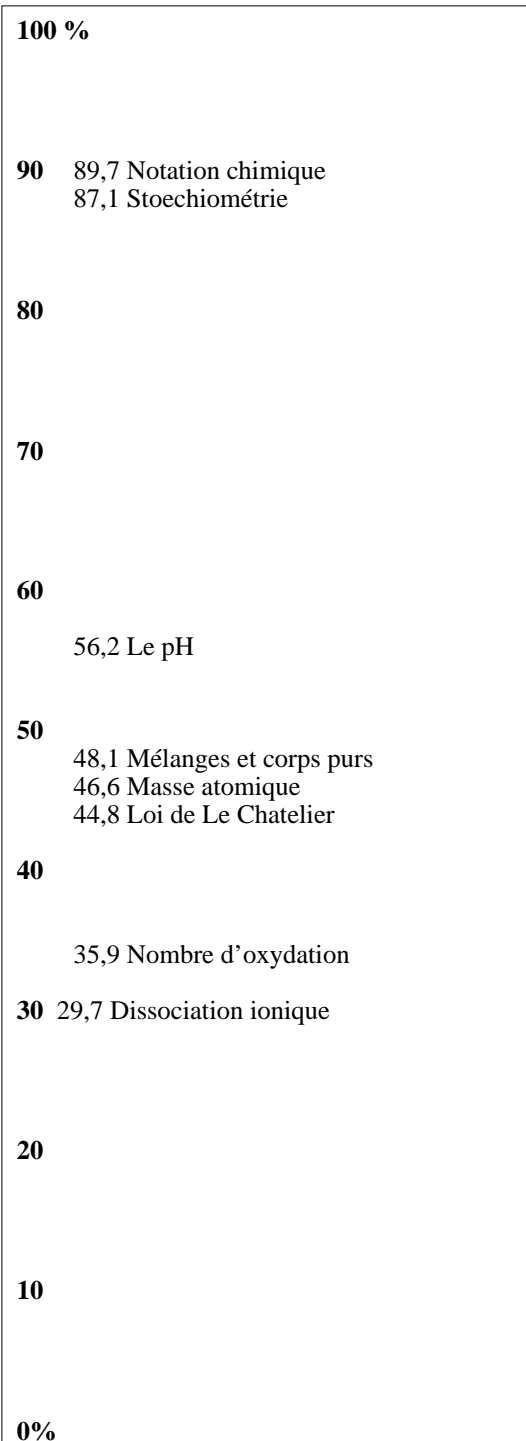 100 %
90 89,7 Notation chimique
87,1 Stoechiométrie
80
70
60
56,2 Le pH
50
48,1 Mélanges et corps purs
46,6 Masse atomique
44,8 Loi de Le Chatelier
40
35,9 Nombre d’oxydation
30 29,7 Dissociation ionique
20
10
0%